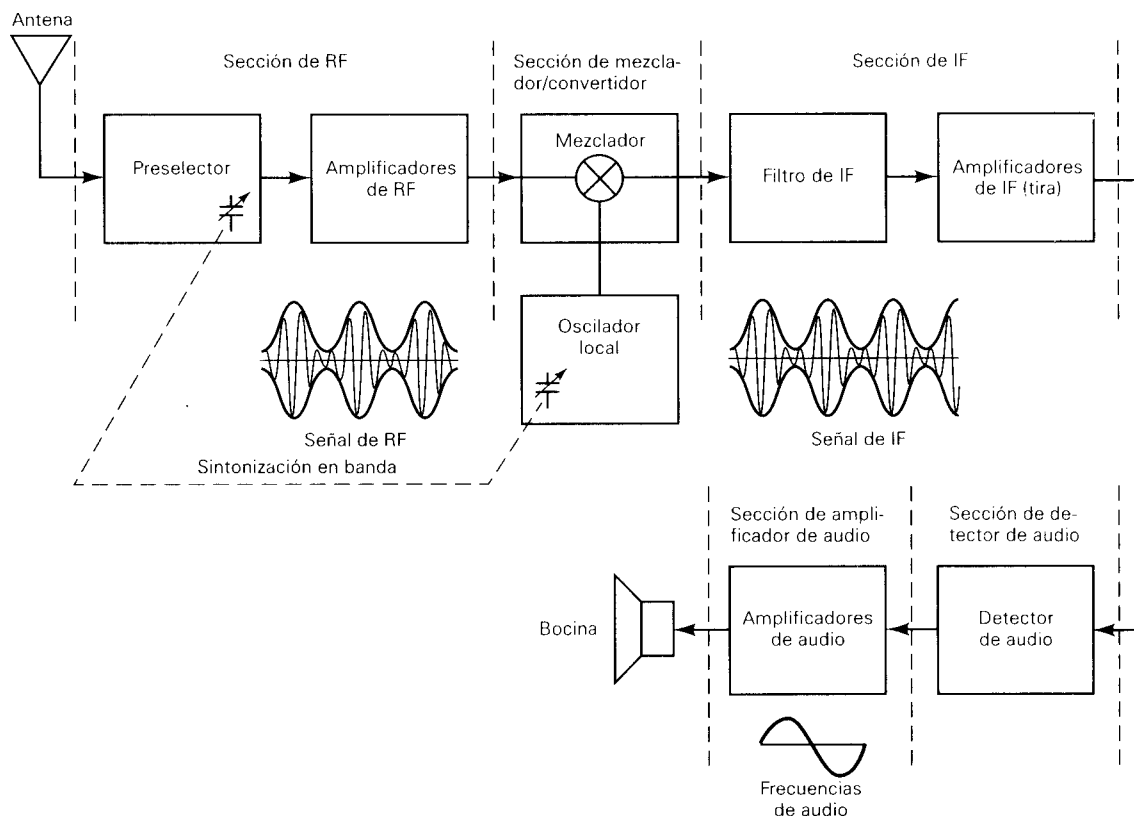 Antena
Sección de RF
Sección de mezcla-
dor/convertidor
Sección de IF
Preselector
Amplificadores
de RF
Mezclador
Filtro de IF
Amplificadores
de IF (tira)
Oscilador
local
Señal de RF
Señal de IF
Sintonización en banda
Sección de ampli-
ficador de audio
Sección de de-
tector de audio
Bocina
Amplificadores
de audio
Detector
de audio
Frecuencias
de audio